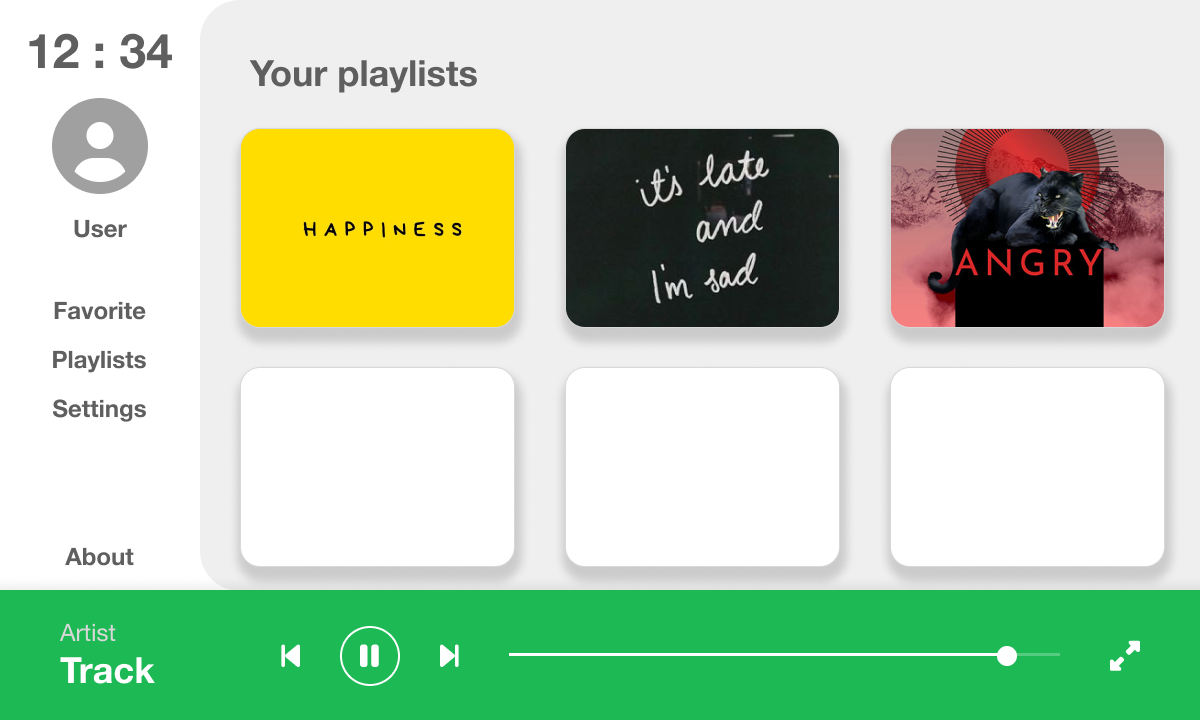 12 : 34
User
Favorite
Playlists
Settings
About
Your playlists
HAPPINESS
it's late
and
I'm sad
ANGRY
Artist
Track